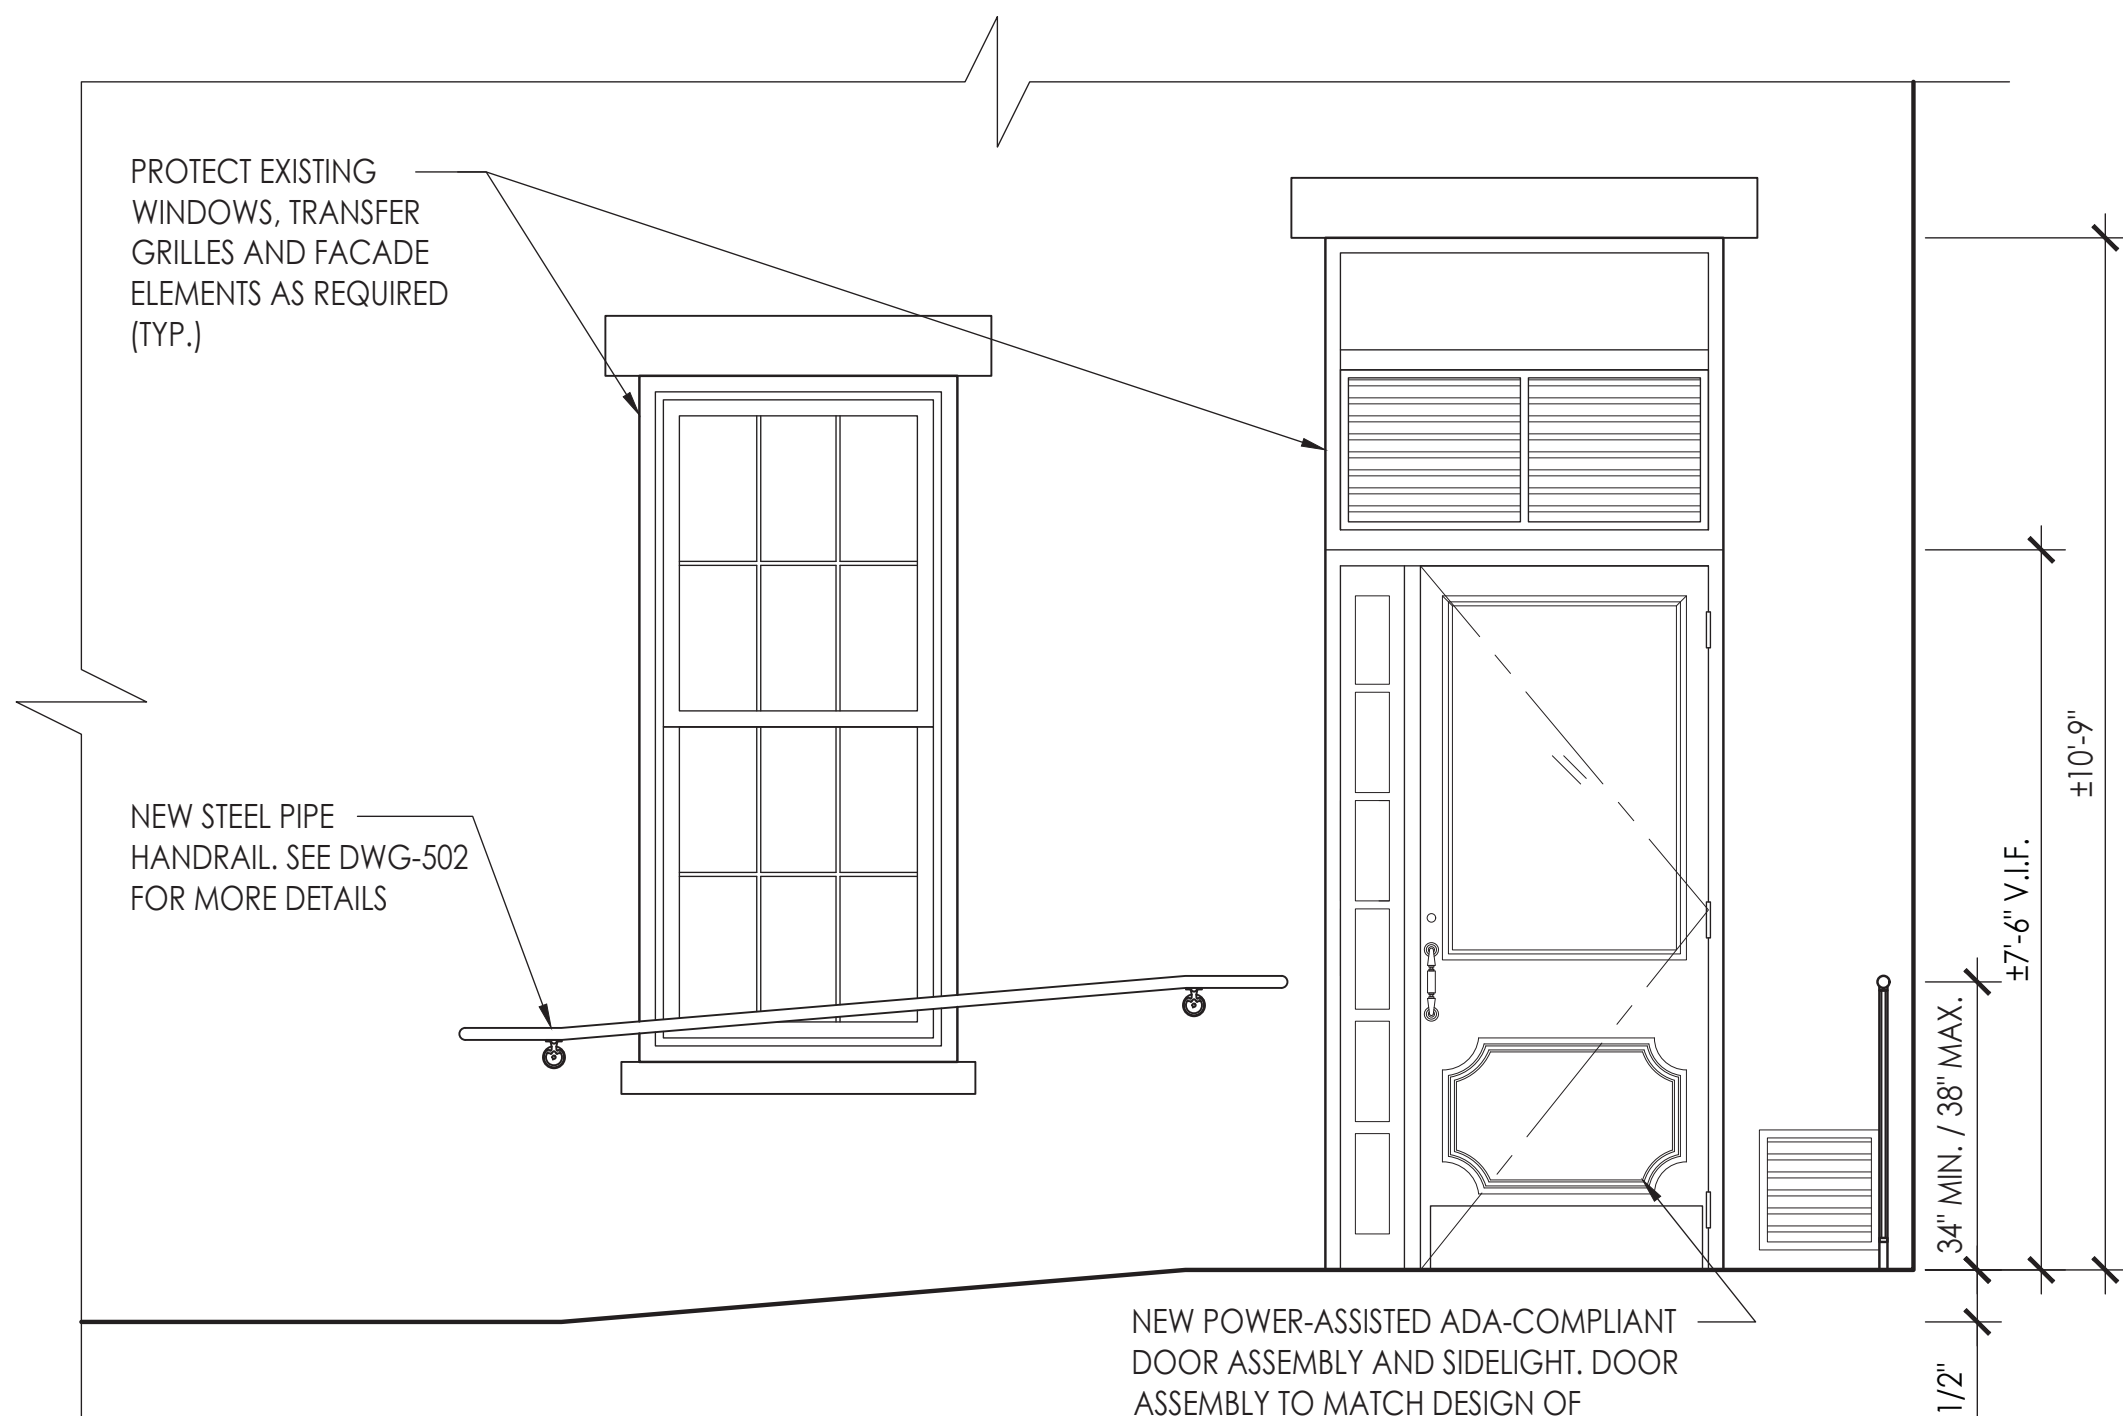 PROTECT EXISTING
WINDOWS, TRANSFER
GRILLES AND FACADE
ELEMENTS AS REQUIRED
(TYP.)
NEW STEEL PIPE
HANDRAIL. SEE DWG-502
FOR MORE DETAILS
±10'-9"
±7'-6" V.I.F.
34" MIN. / 38" MAX.
1/2"
NEW POWER-ASSISTED ADA-COMPLIANT
DOOR ASSEMBLY AND SIDELIGHT. DOOR
ASSEMBLY TO MATCH DESIGN OF